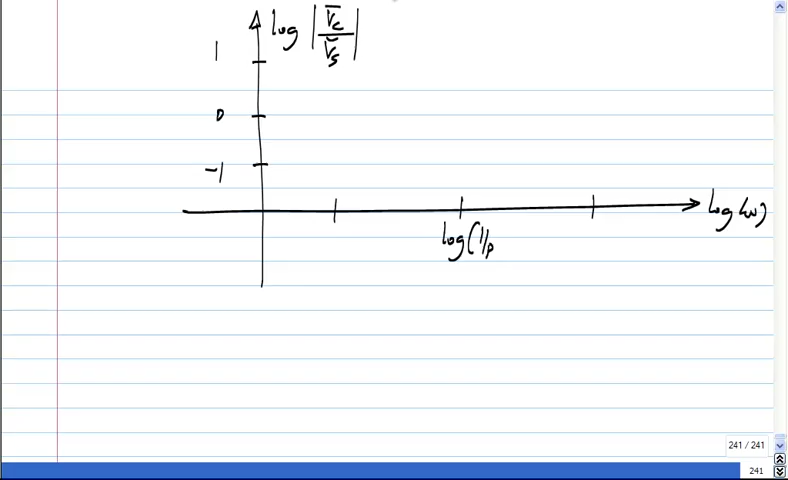 log |V̅c/V̅s|
1
0
-1
log(ω)
log(1/p
241 / 241
241